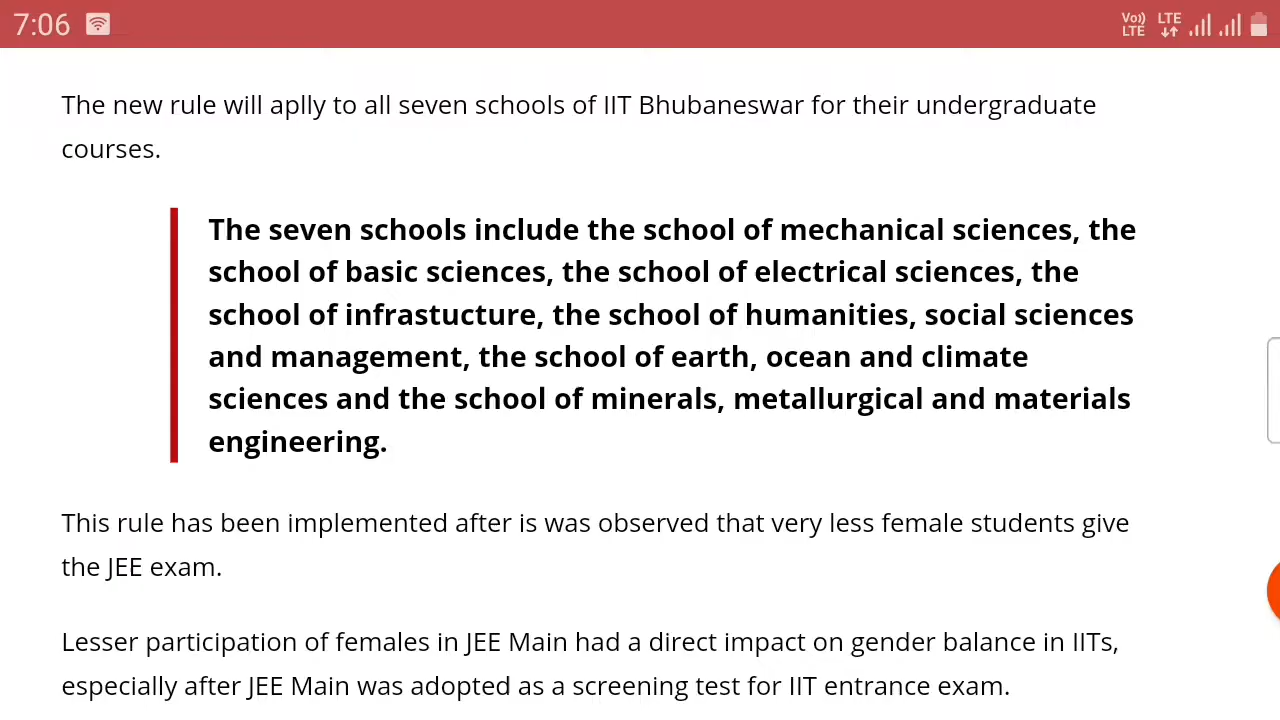 7:06
Vo)) LTE LTE
The new rule will aplly to all seven schools of IIT Bhubaneswar for their undergraduate
courses.
The seven schools include the school of mechanical sciences, the
school of basic sciences, the school of electrical sciences, the
school of infrastucture, the school of humanities, social sciences
and management, the school of earth, ocean and climate
sciences and the school of minerals, metallurgical and materials
engineering.
This rule has been implemented after is was observed that very less female students give
the JEE exam.
Lesser participation of females in JEE Main had a direct impact on gender balance in IITs,
especially after JEE Main was adopted as a screening test for IIT entrance exam.